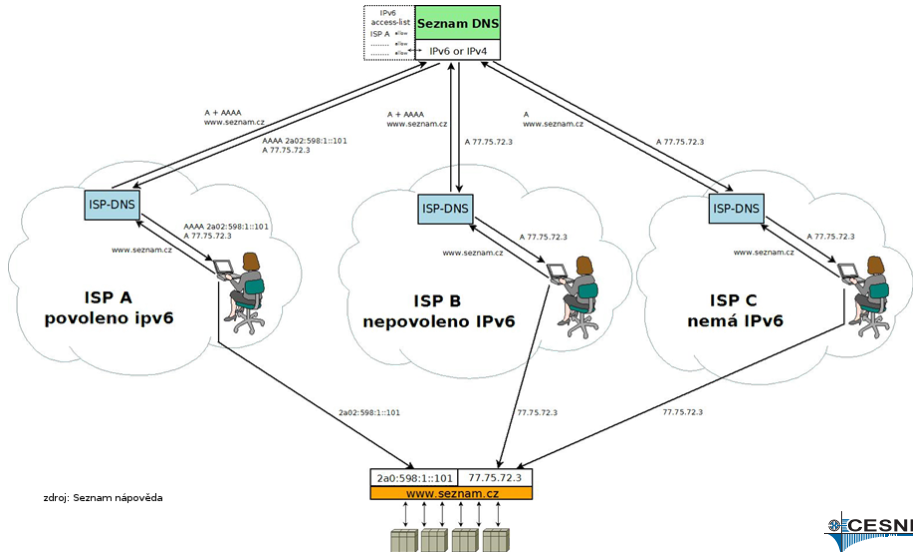 IPv6
access-list
ISP A allow
........ allow
........ allow
Seznam DNS
IPv6 or IPv4
A + AAAA
www.seznam.cz
AAAA 2a02:598:1::101
A 77.75.72.3
A + AAAA
www.seznam.cz
A 77.75.72.3
A
www.seznam.cz
A 77.75.72.3
ISP-DNS
AAAA 2a02:598:1::101
A 77.75.72.3
www.seznam.cz
ISP A
povoleno ipv6
ISP-DNS
A 77.75.72.3
www.seznam.cz
ISP B
nepovoleno IPv6
ISP-DNS
A 77.75.72.3
www.seznam.cz
ISP C
nemá IPv6
2a02:598:1::101
77.75.72.3
77.75.72.3
2a0:598:1::101
77.75.72.3
www.seznam.cz
zdroj: Seznam nápověda
CESNE